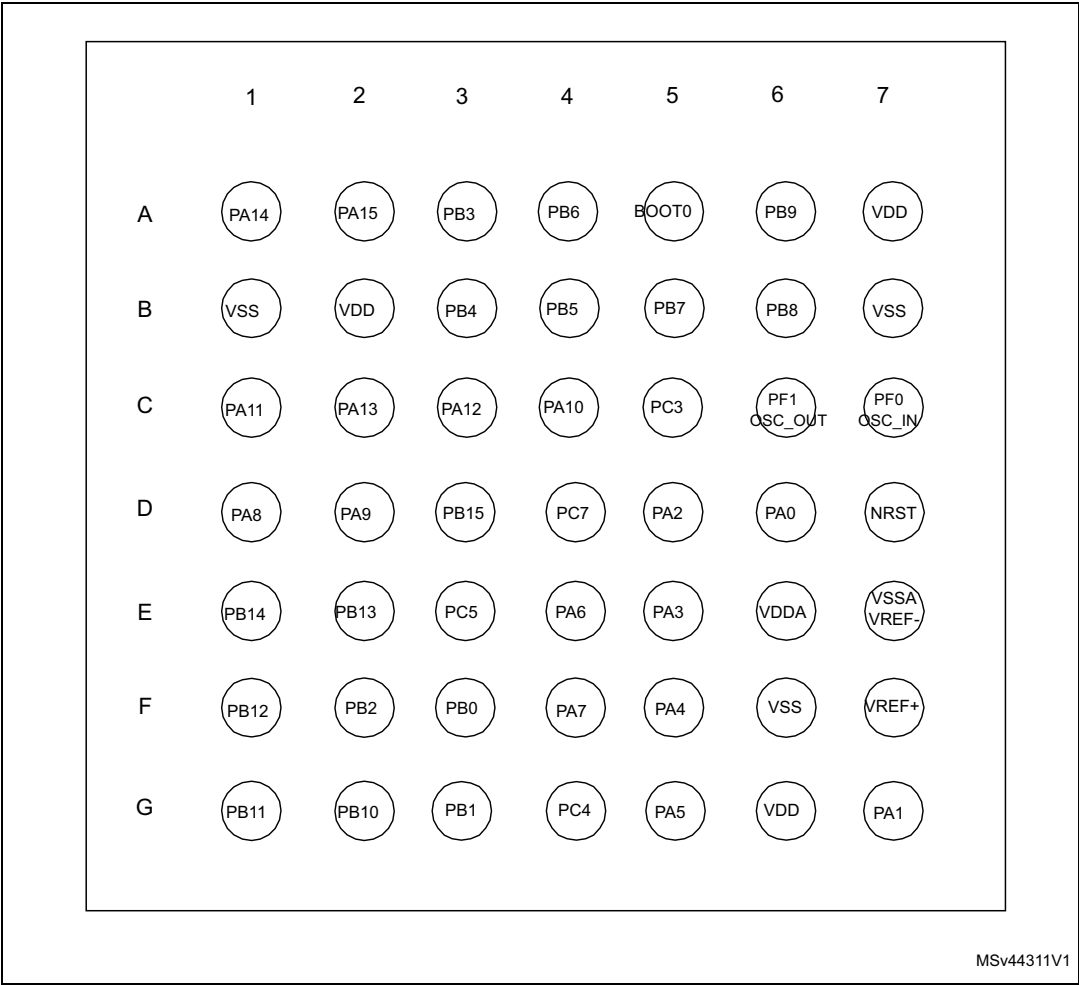 1 2 3 4 5 6 7
A PA14 PA15 PB3 PB6 BOOT0 PB9 VDD
B VSS VDD PB4 PB5 PB7 PB8 VSS
C PA11 PA13 PA12 PA10 PC3 PF1 PF0
OSC_OUT OSC_IN
D PA8 PA9 PB15 PC7 PA2 PA0 NRST
E PB14 PB13 PC5 PA6 PA3 VDDA VSSA
VREF-
F PB12 PB2 PB0 PA7 PA4 VSS VREF+
G PB11 PB10 PB1 PC4 PA5 VDD PA1
MSv44311V1